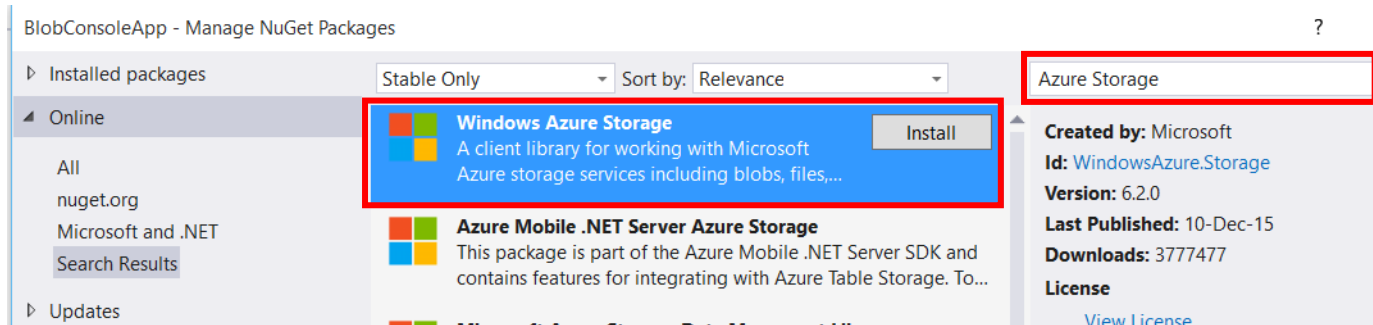 BlobConsoleApp - Manage NuGet Packages
?
Installed packages
Online
All
nuget.org
Microsoft and .NET
Search Results
Updates
Stable Only
Sort by: Relevance
Windows Azure Storage
Install
A client library for working with Microsoft
Azure storage services including blobs, files,...
Azure Mobile .NET Server Azure Storage
This package is part of the Azure Mobile .NET Server SDK and
contains features for integrating with Azure Table Storage. To...
Azure Storage
Created by: Microsoft
Id: WindowsAzure.Storage
Version: 6.2.0
Last Published: 10-Dec-15
Downloads: 3777477
License
View License